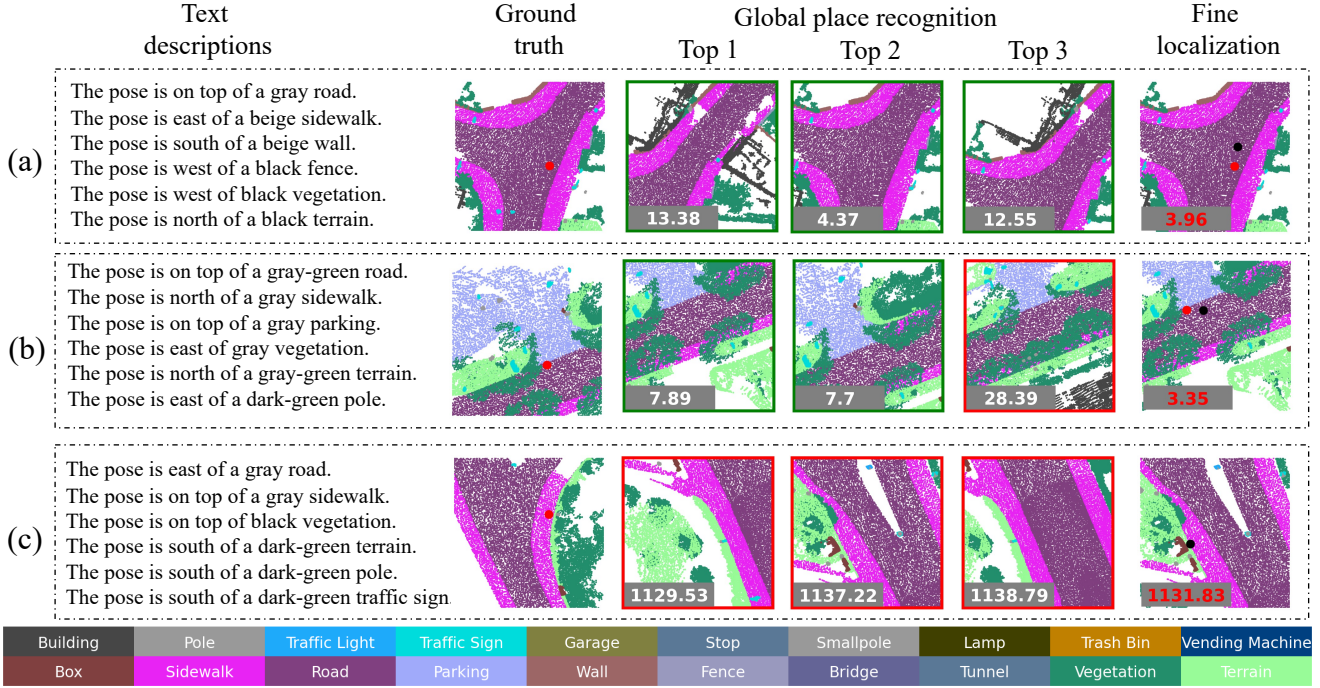 Text descriptions
Ground truth
Global place recognition
Top 1 Top 2 Top 3
Fine localization
(a)
The pose is on top of a gray road.
The pose is east of a beige sidewalk.
The pose is south of a beige wall.
The pose is west of a black fence.
The pose is west of black vegetation.
The pose is north of a black terrain.
13.38 4.37 12.55 3.96
(b)
The pose is on top of a gray-green road.
The pose is north of a gray sidewalk.
The pose is on top of a gray parking.
The pose is east of gray vegetation.
The pose is north of a gray-green terrain.
The pose is east of a dark-green pole.
7.89 7.7 28.39 3.35
(c)
The pose is east of a gray road.
The pose is on top of a gray sidewalk.
The pose is on top of black vegetation.
The pose is south of a dark-green terrain.
The pose is south of a dark-green pole.
The pose is south of a dark-green traffic sign.
1129.53 1137.22 1138.79 1131.83
Building Pole Traffic Light Traffic Sign Garage Stop Smallpole Lamp Trash Bin Vending Machine
Box Sidewalk Road Parking Wall Fence Bridge Tunnel Vegetation Terrain